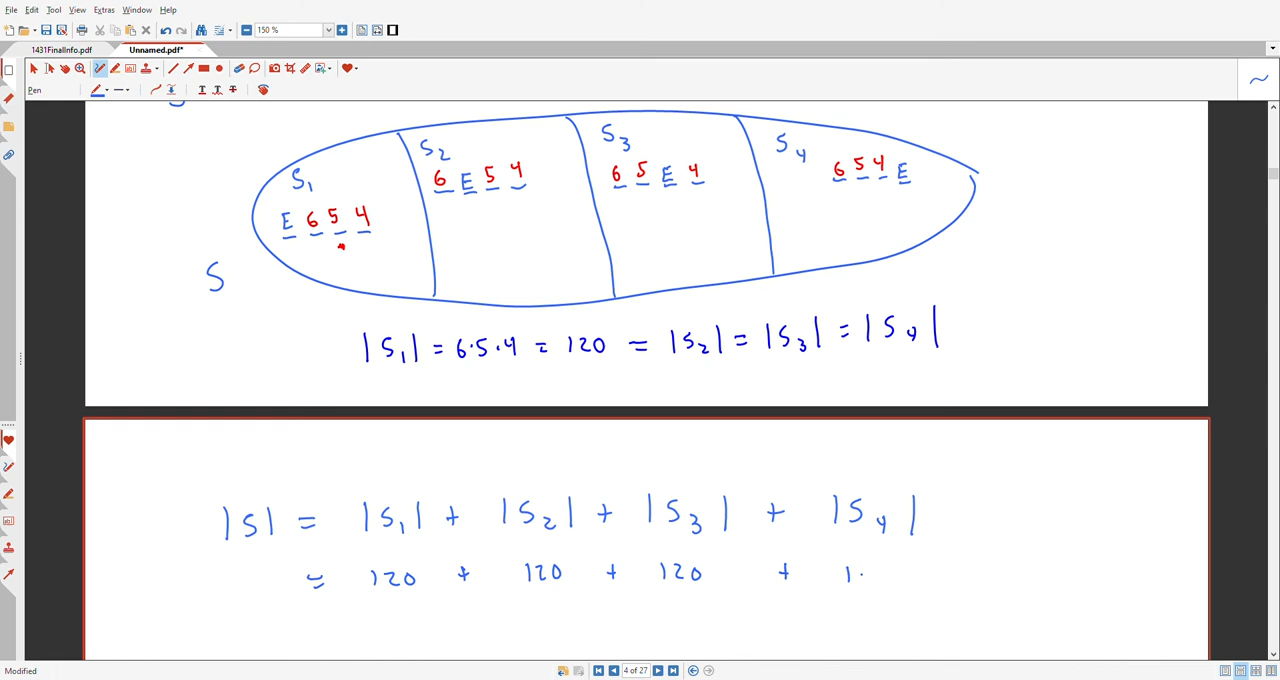 File Edit Tool View Extras Window Help
150 %
1431FinalInfo.pdf Unnamed.pdf*
Pen
S1 S2 S3 S4
6 E 5 4 6 5 E 4 6 5 4 E
E 6 5 4
S
|S1| = 6·5·4 = 120 = |S2| = |S3| = |S4|
|S| = |S1| + |S2| + |S3| + |S4|
= 120 + 120 + 120 + 1
Modified 4 of 27